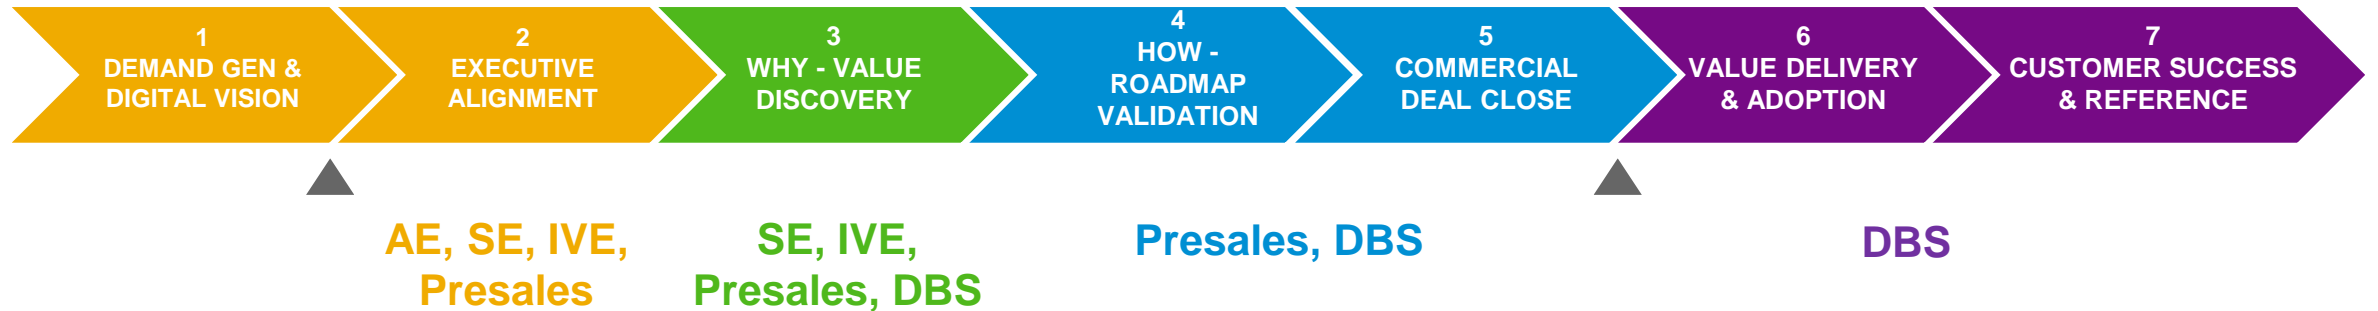 1
DEMAND GEN &
DIGITAL VISION
2
EXECUTIVE
ALIGNMENT
3
WHY - VALUE
DISCOVERY
4
HOW -
ROADMAP
VALIDATION
5
COMMERCIAL
DEAL CLOSE
6
VALUE DELIVERY
& ADOPTION
7
CUSTOMER SUCCESS
& REFERENCE
AE, SE, IVE,
Presales
SE, IVE,
Presales, DBS
Presales, DBS
DBS